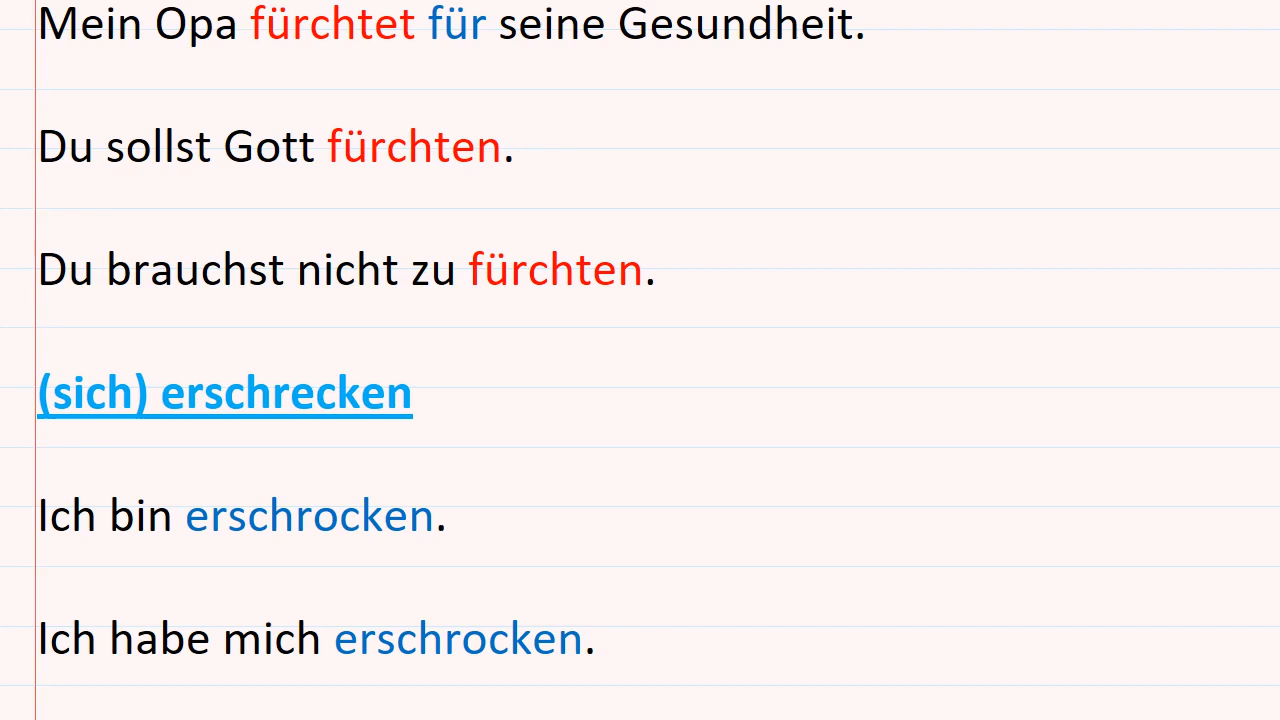 Mein Opa fürchtet für seine Gesundheit.
Du sollst Gott fürchten.
Du brauchst nicht zu fürchten.
(sich) erschrecken
Ich bin erschrocken.
Ich habe mich erschrocken.